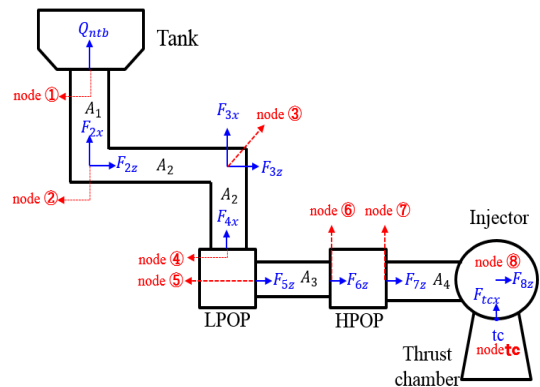 Tank
Q_ntb
node ①
A_1
F_2x
F_2z
A_2
node ②
F_3x
node ③
F_3z
A_2
F_4x
node ④
node ⑤
LPOP
F_5z
A_3
node ⑥
F_6z
HPOP
node ⑦
F_7z
A_4
Injector
node ⑧
F_8z
F_tcx
tc
node tc
Thrust
chamber